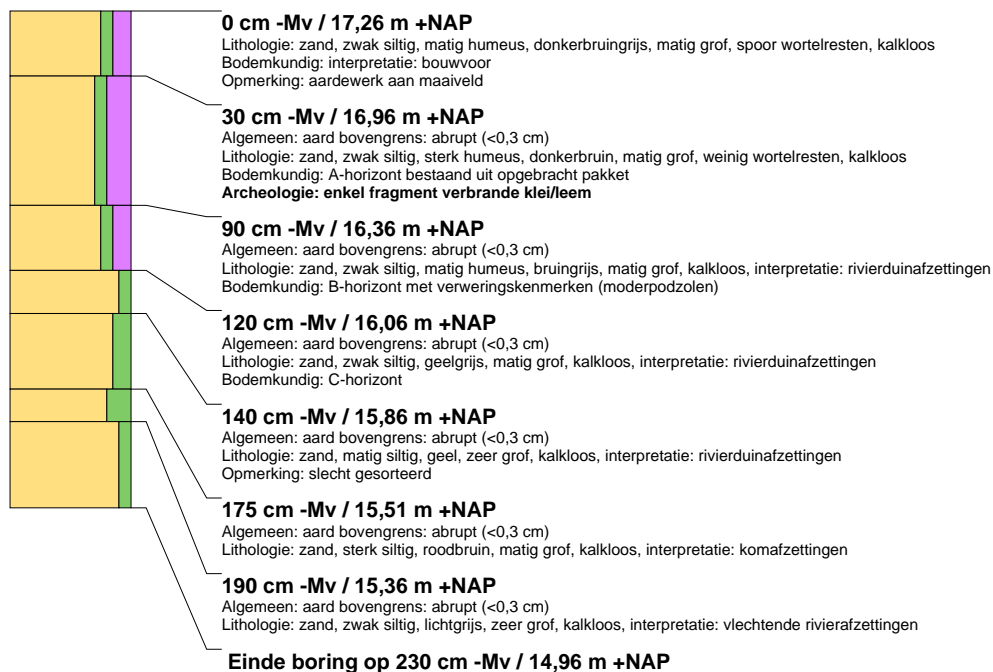 0 cm -Mv / 17,26 m +NAP
Lithologie: zand, zwak siltig, matig humeus, donkerbruingrijs, matig grof, spoor wortelresten, kalkloos
Bodemkundig: interpretatie: bouwvoor
Opmerking: aardewerk aan maaiveld
30 cm -Mv / 16,96 m +NAP
Algemeen: aard bovengrens: abrupt (<0,3 cm)
Lithologie: zand, zwak siltig, sterk humeus, donkerbruin, matig grof, weinig wortelresten, kalkloos
Bodemkundig: A-horizont bestaand uit opgebracht pakket
Archeologie: enkel fragment verbrande klei/leem
90 cm -Mv / 16,36 m +NAP
Algemeen: aard bovengrens: abrupt (<0,3 cm)
Lithologie: zand, zwak siltig, matig humeus, bruingrijs, matig grof, kalkloos, interpretatie: rivierduinafzettingen
Bodemkundig: B-horizont met verweringskenmerken (moderpodzolen)
120 cm -Mv / 16,06 m +NAP
Algemeen: aard bovengrens: abrupt (<0,3 cm)
Lithologie: zand, zwak siltig, geelgrijs, matig grof, kalkloos, interpretatie: rivierduinafzettingen
Bodemkundig: C-horizont
140 cm -Mv / 15,86 m +NAP
Algemeen: aard bovengrens: abrupt (<0,3 cm)
Lithologie: zand, matig siltig, geel, zeer grof, kalkloos, interpretatie: rivierduinafzettingen
Opmerking: slecht gesorteerd
175 cm -Mv / 15,51 m +NAP
Algemeen: aard bovengrens: abrupt (<0,3 cm)
Lithologie: zand, sterk siltig, roodbruin, matig grof, kalkloos, interpretatie: komafzettingen
190 cm -Mv / 15,36 m +NAP
Algemeen: aard bovengrens: abrupt (<0,3 cm)
Lithologie: zand, zwak siltig, lichtgrijs, zeer grof, kalkloos, interpretatie: vlechtende rivierafzettingen
Einde boring op 230 cm -Mv / 14,96 m +NAP